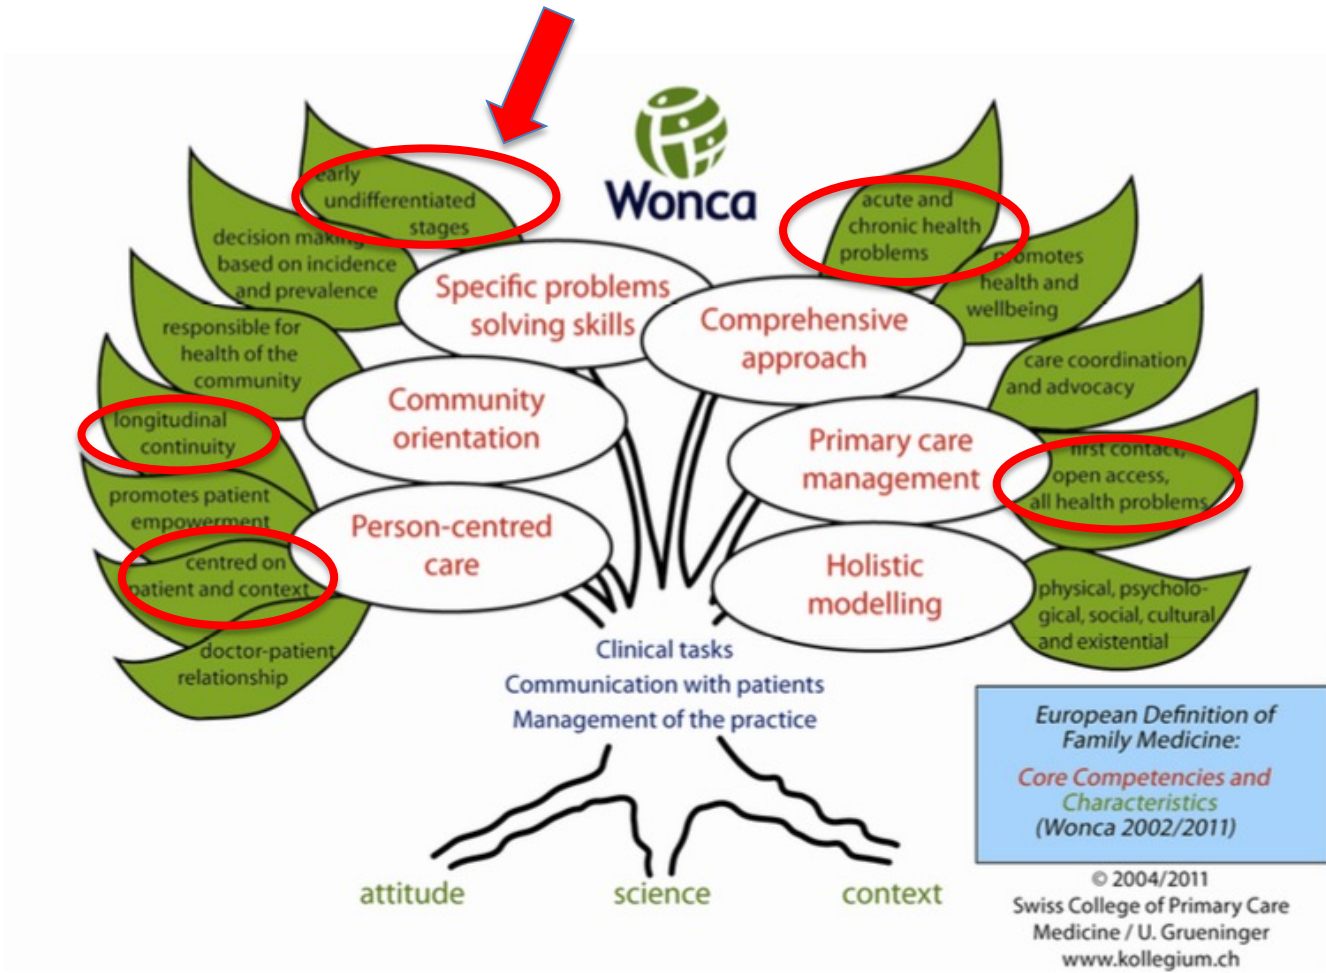 Wonca
early
undifferentiated
stages
decision making
based on incidence
and prevalence
responsible for
health of the
community
longitudinal
continuity
promotes patient
empowerment
centred on
patient and context
doctor-patient
relationship
Specific problems
solving skills
Community
orientation
Person-centred
care
Comprehensive
approach
Primary care
management
Holistic
modelling
acute and
chronic health
problems
promotes
health and
wellbeing
care coordination
and advocacy
first contact,
open access,
all health problems
physical, psycholo-
gical, social, cultural
and existential
Clinical tasks
Communication with patients
Management of the practice
attitude
science
context
European Definition of
Family Medicine:
Core Competencies and
Characteristics
(Wonca 2002/2011)
© 2004/2011
Swiss College of Primary Care
Medicine / U. Grueninger
www.kollegium.ch